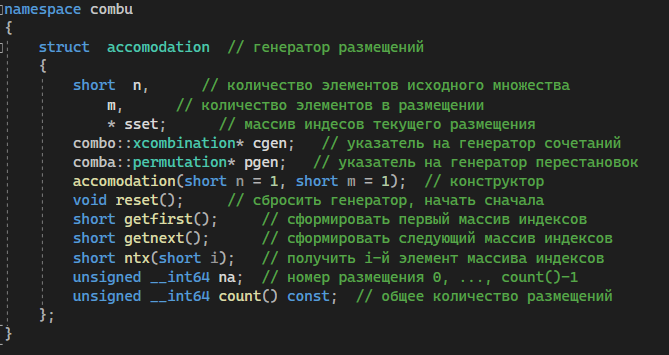 namespace combu
{
struct accomodation // генератор размещений
{
short n, // количество элементов исходного множества
m, // количество элементов в размещении
* sset; // массив индесов текущего размещения
combo::xcombination* cgen; // указатель на генератор сочетаний
comba::permutation* pgen; // указатель на генератор перестановок
accomodation(short n = 1, short m = 1); // конструктор
void reset(); // сбросить генератор, начать сначала
short getfirst(); // сформировать первый массив индексов
short getnext(); // сформировать следующий массив индексов
short ntx(short i); // получить i-й элемент массива индексов
unsigned __int64 na; // номер размещения 0, ..., count()-1
unsigned __int64 count() const; // общее количество размещений
};
}